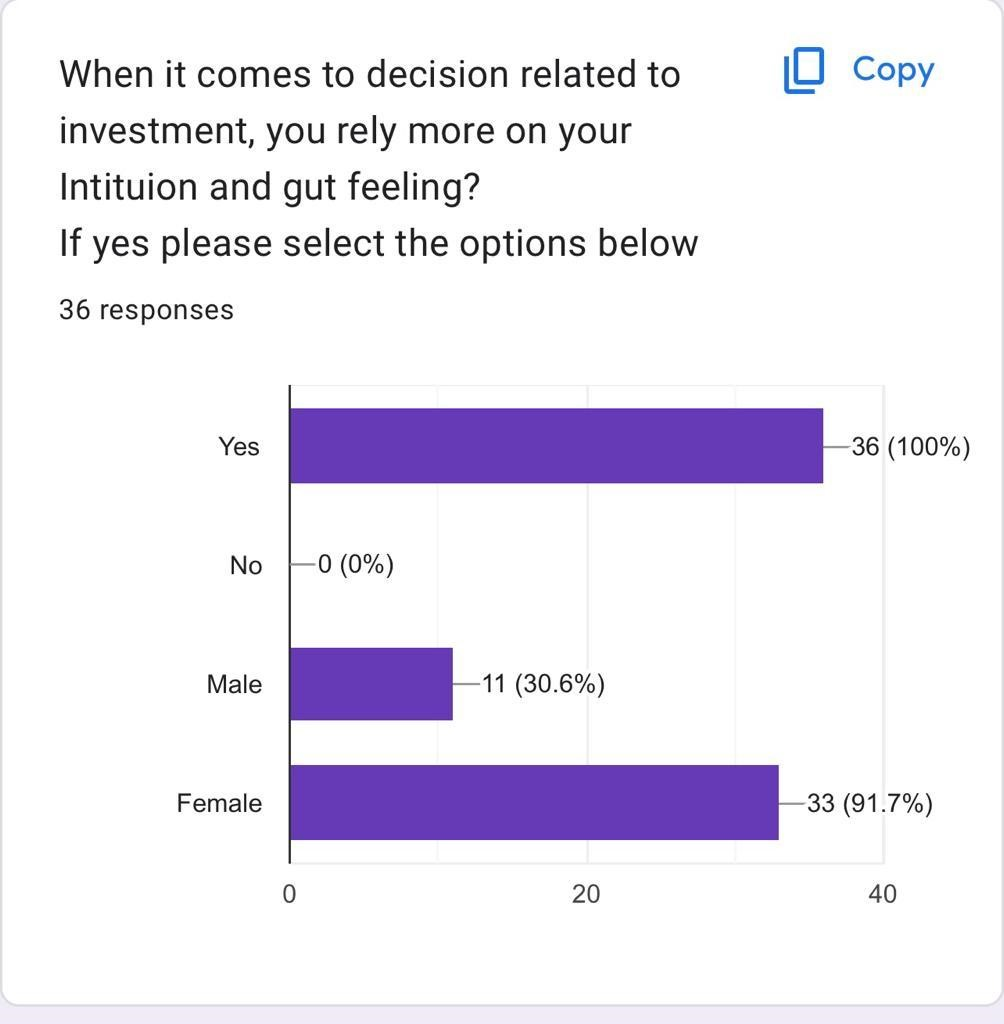 When it comes to decision related to
Copy
investment, you rely more on your
Intituion and gut feeling?
If yes please select the options below
36 responses
Yes
36 (100%)
No
0 (0%)
Male
11 (30.6%)
Female
33 (91.7%)
0
20
40